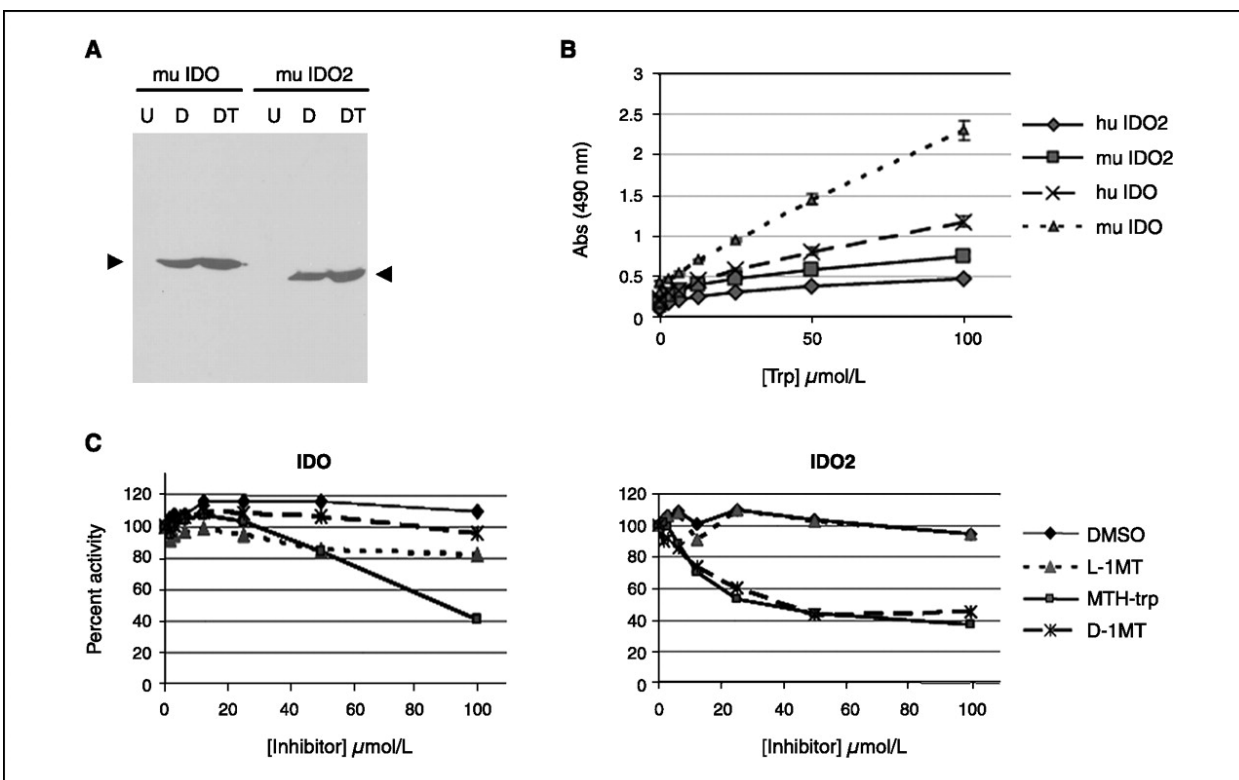 A
mu IDO mu IDO2
U D DT U D DT
B
3
2.5
2
1.5
1
0.5
0
Abs (490 nm)
0 50 100
[Trp] µmol/L
hu IDO2
mu IDO2
hu IDO
mu IDO
C
IDO
120
100
80
60
40
20
0
Percent activity
0 20 40 60 80 100
[Inhibitor] µmol/L
IDO2
120
100
80
60
40
20
0
0 20 40 60 80 100
[Inhibitor] µmol/L
DMSO
L-1MT
MTH-trp
D-1MT